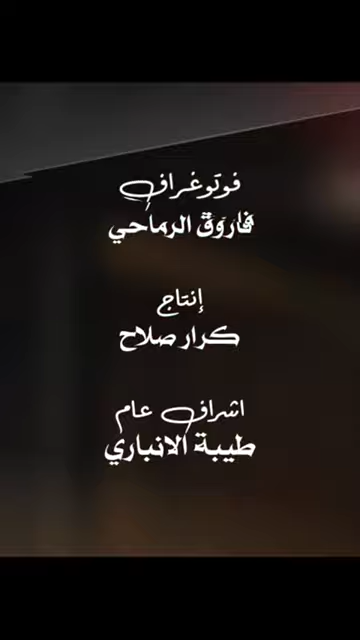 فوتوغراف
فاروق الرماحي
إنتاج
كرار صلاح
اشراف عام
طيبة الانباري